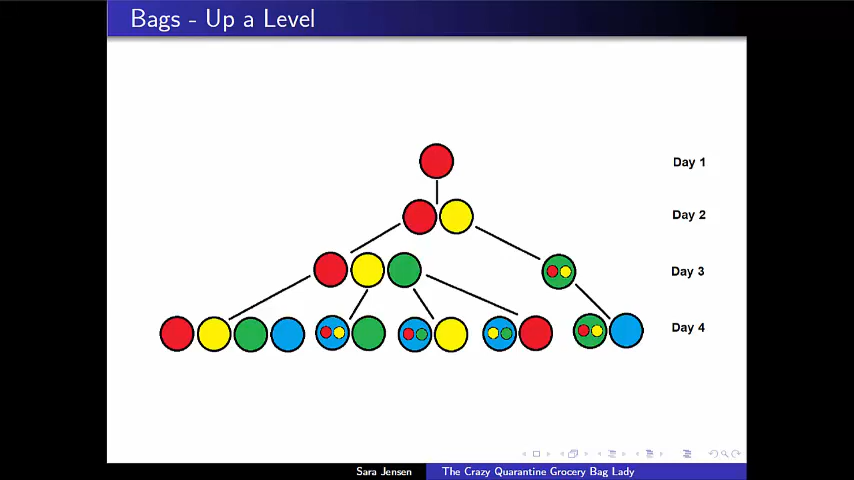 Bags - Up a Level
Day 1
Day 2
Day 3
Day 4
Sara Jensen
The Crazy Quarantine Grocery Bag Lady